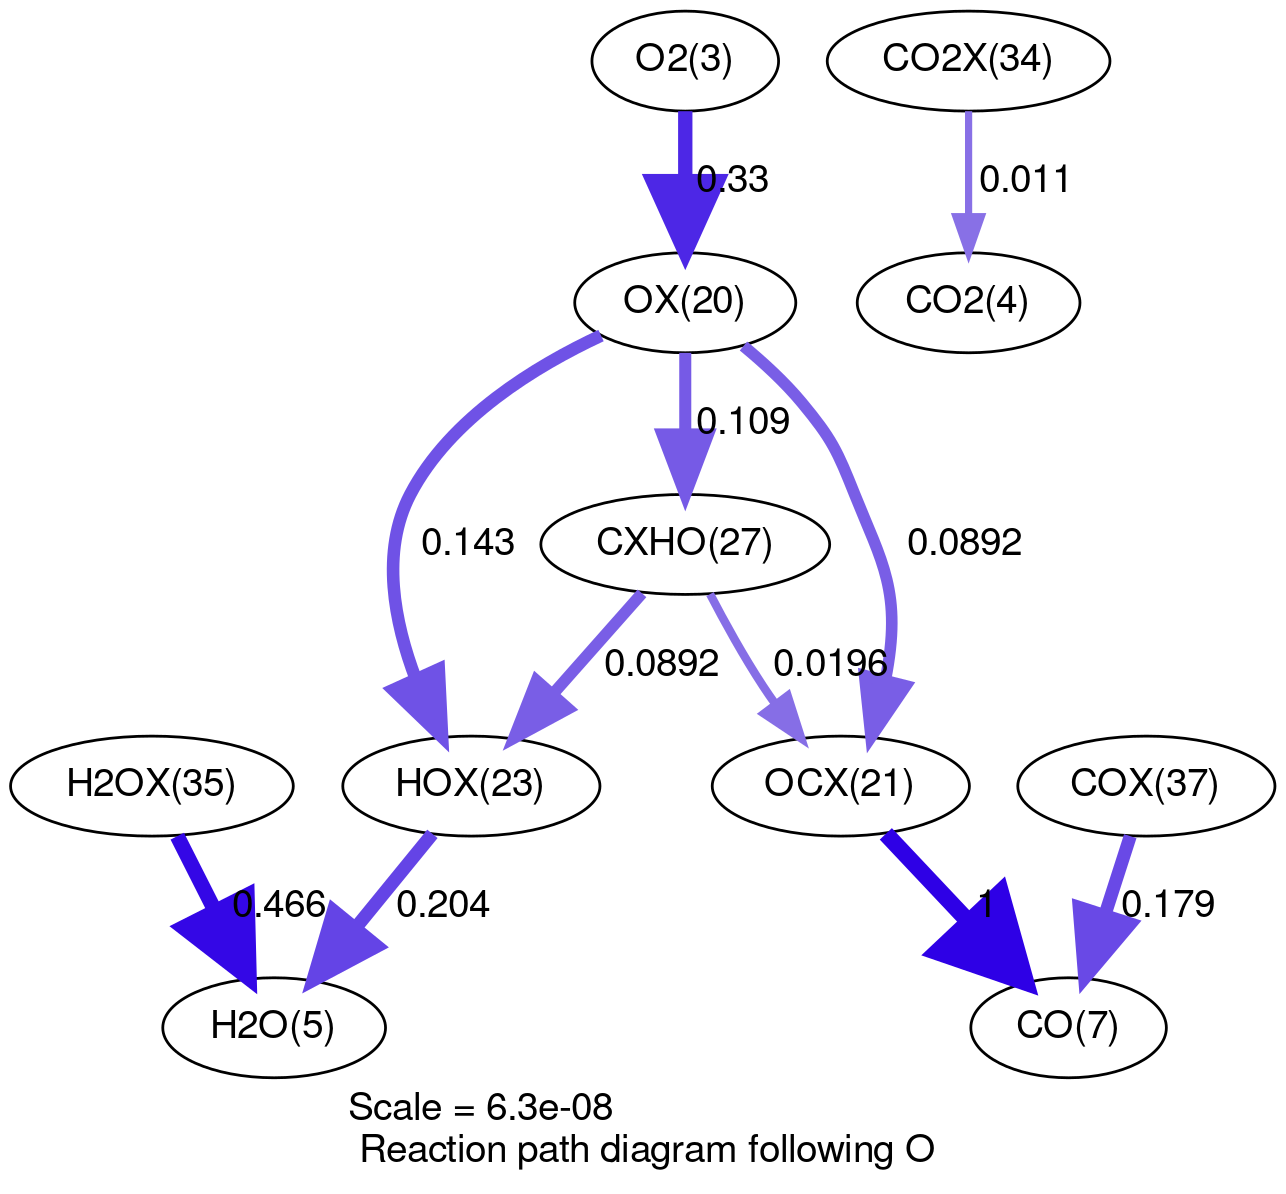 O2(3)
CO2X(34)
0.33
0.011
OX(20)
CO2(4)
0.109
0.143
CXHO(27)
0.0892
0.0892
0.0196
H2OX(35)
HOX(23)
OCX(21)
COX(37)
0.466
0.204
1
0.179
H2O(5)
CO(7)
Scale = 6.3e-08
Reaction path diagram following O